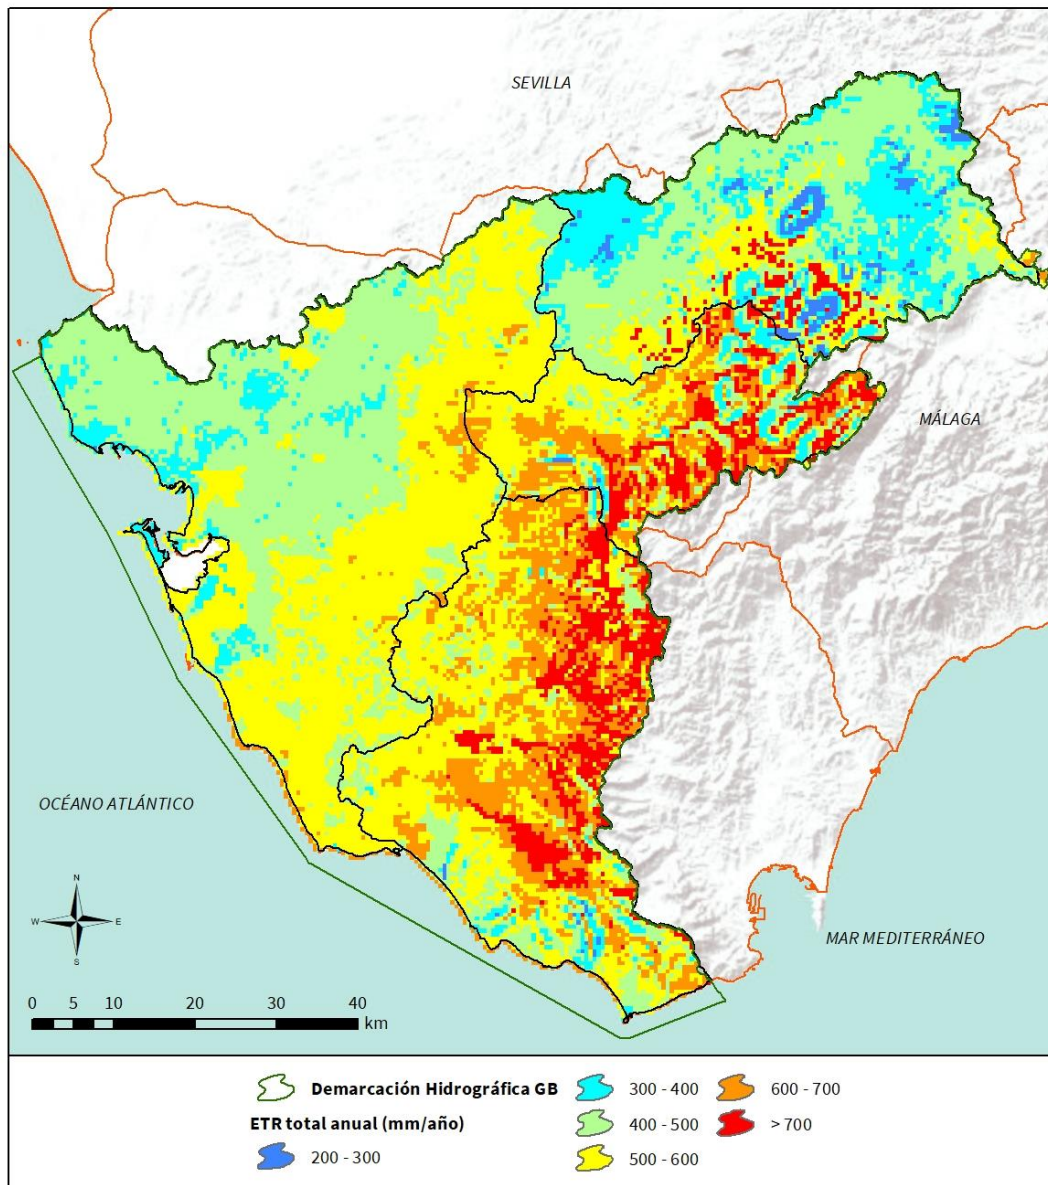 SEVILLA
MÁLAGA
OCÉANO ATLÁNTICO
N
W E
S
MAR MEDITERRÁNEO
0 5 10 20 30 40
km
Demarcación Hidrográfica GB
ETR total anual (mm/año)
200 - 300
300 - 400
400 - 500
500 - 600
600 - 700
> 700